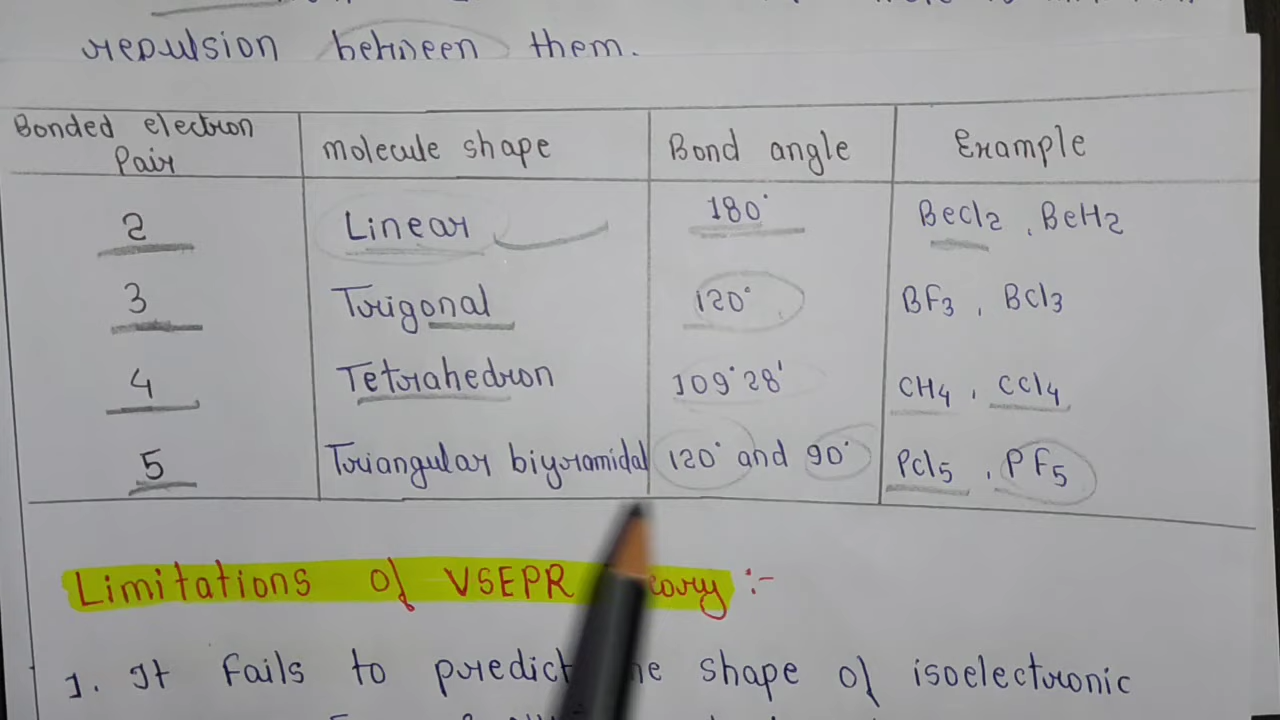 repulsion between them.
Bonded electron Pair | Molecule shape | Bond angle | Example
2 | Linear | 180° | BeCl2 , BeH2
3 | Trigonal | 120° | BF3 , BCl3
4 | Tetrahedron | 109°28' | CH4 , CCl4
5 | Triangular bipyramidal | 120° and 90° | PCl5 , PF5
Limitations of VSEPR :-
1. It fails to predict shape of isoelectronic